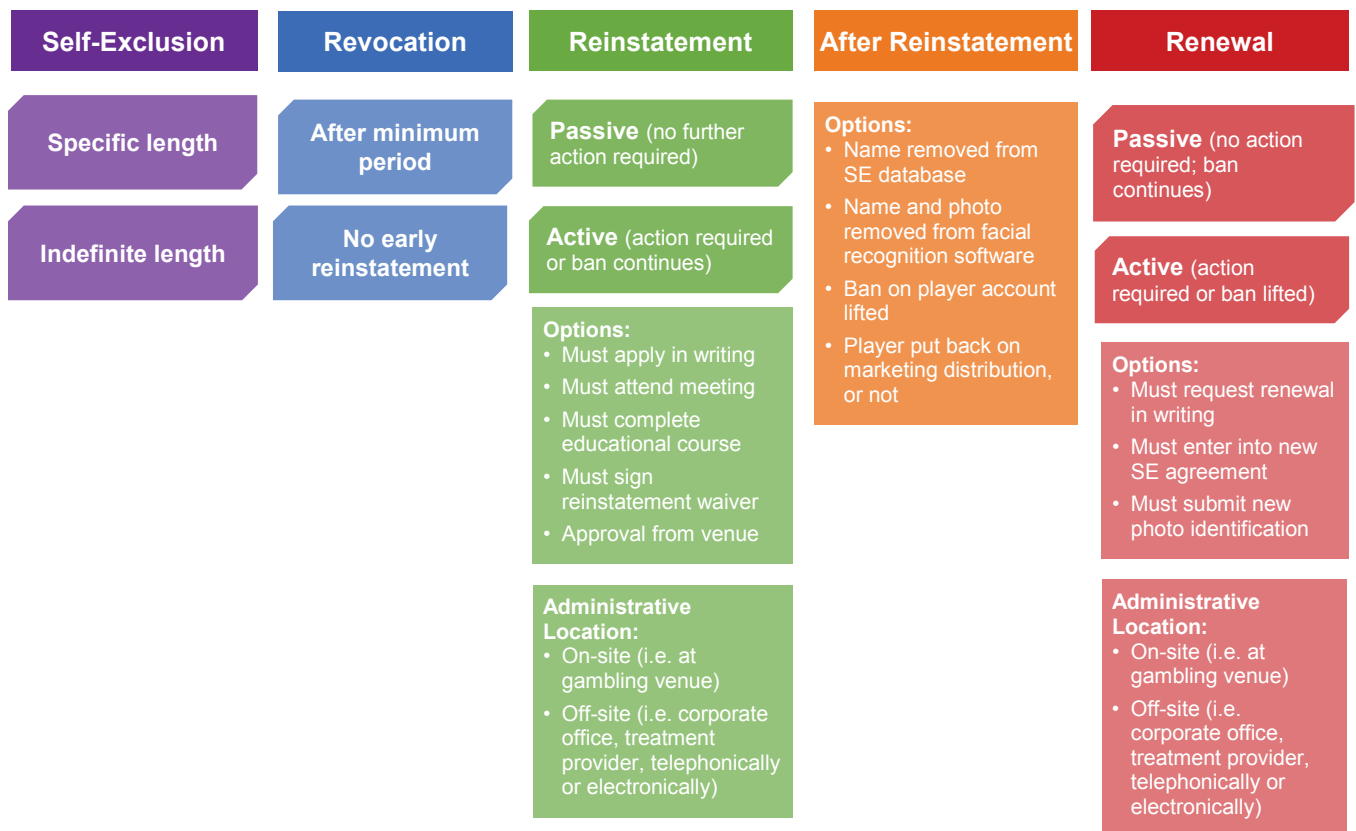 Self-Exclusion
Specific length
Indefinite length
Revocation
After minimum
period
No early
reinstatement
Reinstatement
Passive (no further
action required)
Active (action required
or ban continues)
Options:
• Must apply in writing
• Must attend meeting
• Must complete
educational course
• Must sign
reinstatement waiver
• Approval from venue
Administrative
Location:
• On-site (i.e. at
gambling venue)
• Off-site (i.e. corporate
office, treatment
provider, telephonically
or electronically)
After Reinstatement
Options:
• Name removed from
SE database
• Name and photo
removed from facial
recognition software
• Ban on player account
lifted
• Player put back on
marketing distribution,
or not
Renewal
Passive (no action
required; ban
continues)
Active (action
required or ban lifted)
Options:
• Must request renewal
in writing
• Must enter into new
SE agreement
• Must submit new
photo identification
Administrative
Location:
• On-site (i.e. at
gambling venue)
• Off-site (i.e.
corporate office,
treatment provider,
telephonically or
electronically)